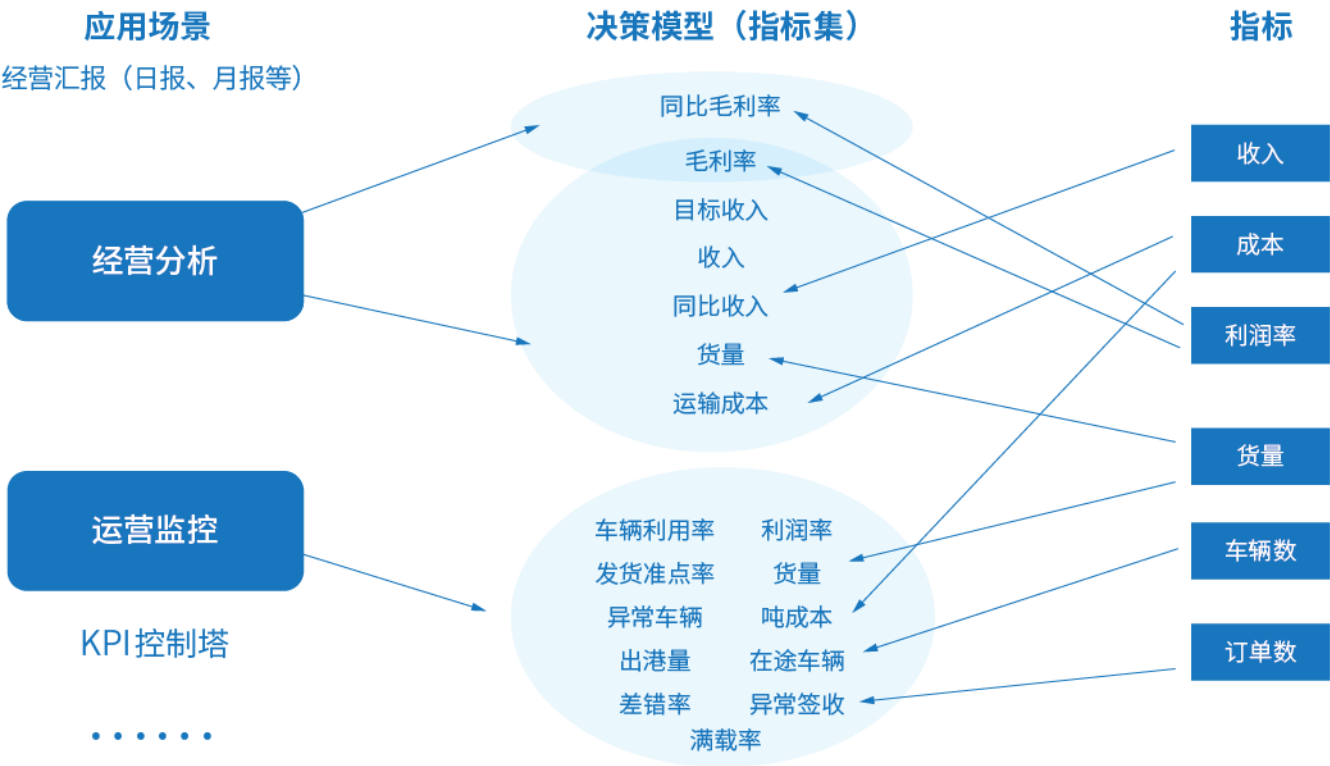 应用场景
经营汇报（日报、月报等）
经营分析
运营监控
KPI控制塔
······
决策模型（指标集）
同比毛利率
毛利率
目标收入
收入
同比收入
货量
运输成本
车辆利用率 利润率
发货准点率 货量
异常车辆 吨成本
出港量 在途车辆
差错率 异常签收
满载率
指标
收入
成本
利润率
货量
车辆数
订单数